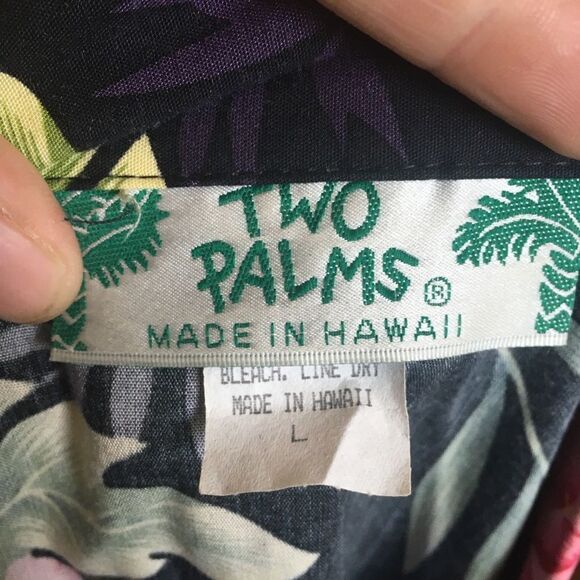 TWO
PALMS®
MADE IN HAWAII
BLEACH. LINE DRY
MADE IN HAWAII
L